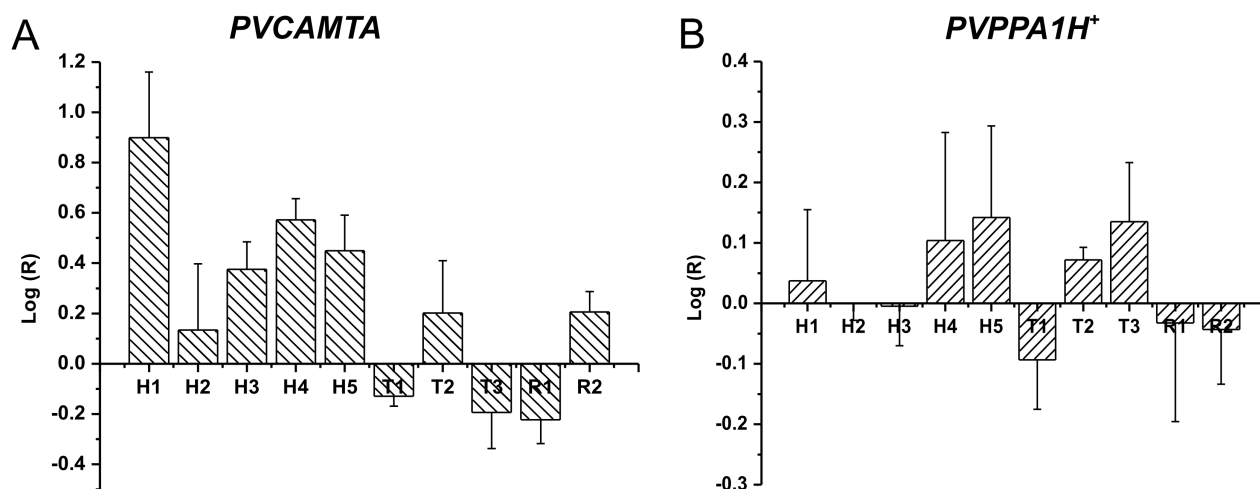 A
PVCAMTA
Log (R)
1.2
1.0
0.8
0.6
0.4
0.2
0.0
-0.2
-0.4
H1 H2 H3 H4 H5 T1 T2 T3 R1 R2
B
PVPPA1H+
Log (R)
0.4
0.3
0.2
0.1
0.0
-0.1
-0.2
-0.3
H1 H2 H3 H4 H5 T1 T2 T3 R1 R2